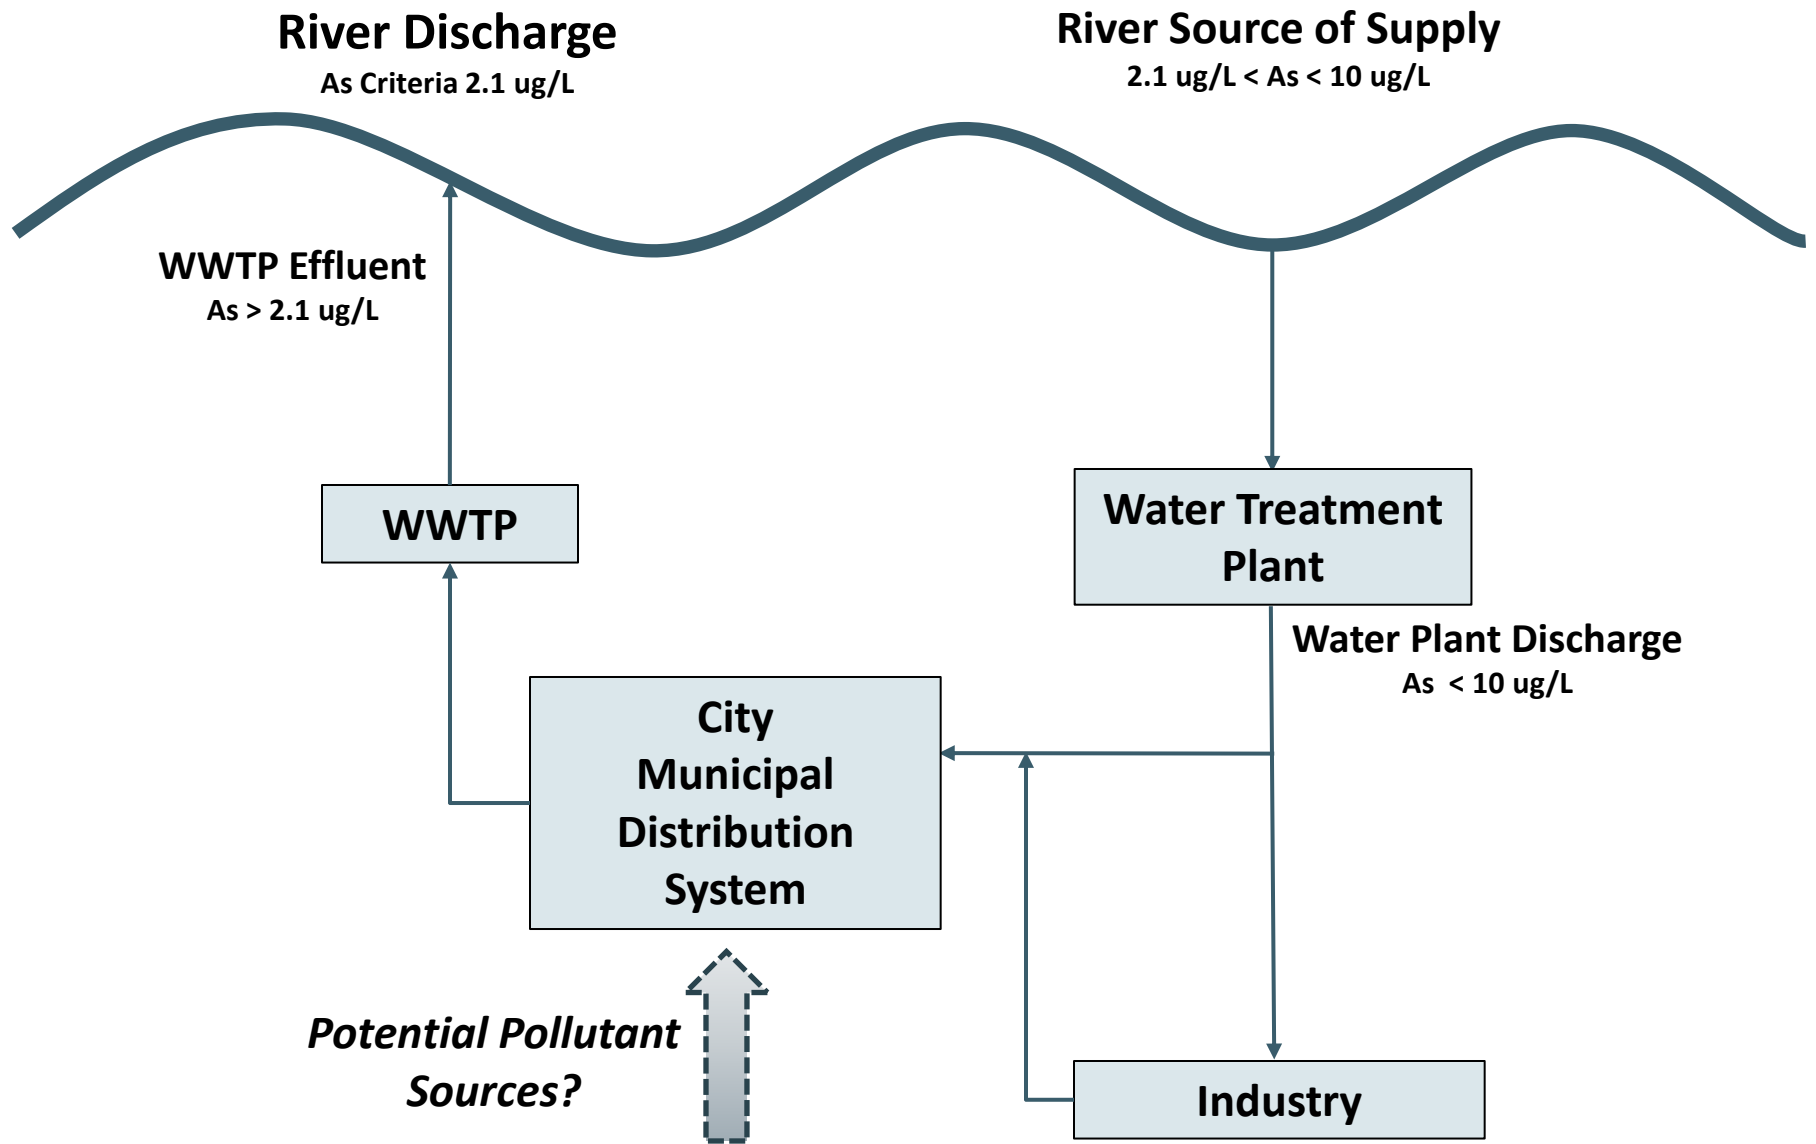 River Discharge
As Criteria 2.1 ug/L
River Source of Supply
2.1 ug/L < As < 10 ug/L
WWTP Effluent
As > 2.1 ug/L
WWTP
Water Treatment
Plant
Water Plant Discharge
As  < 10 ug/L
City
Municipal
Distribution
System
Potential Pollutant
Sources?
Industry